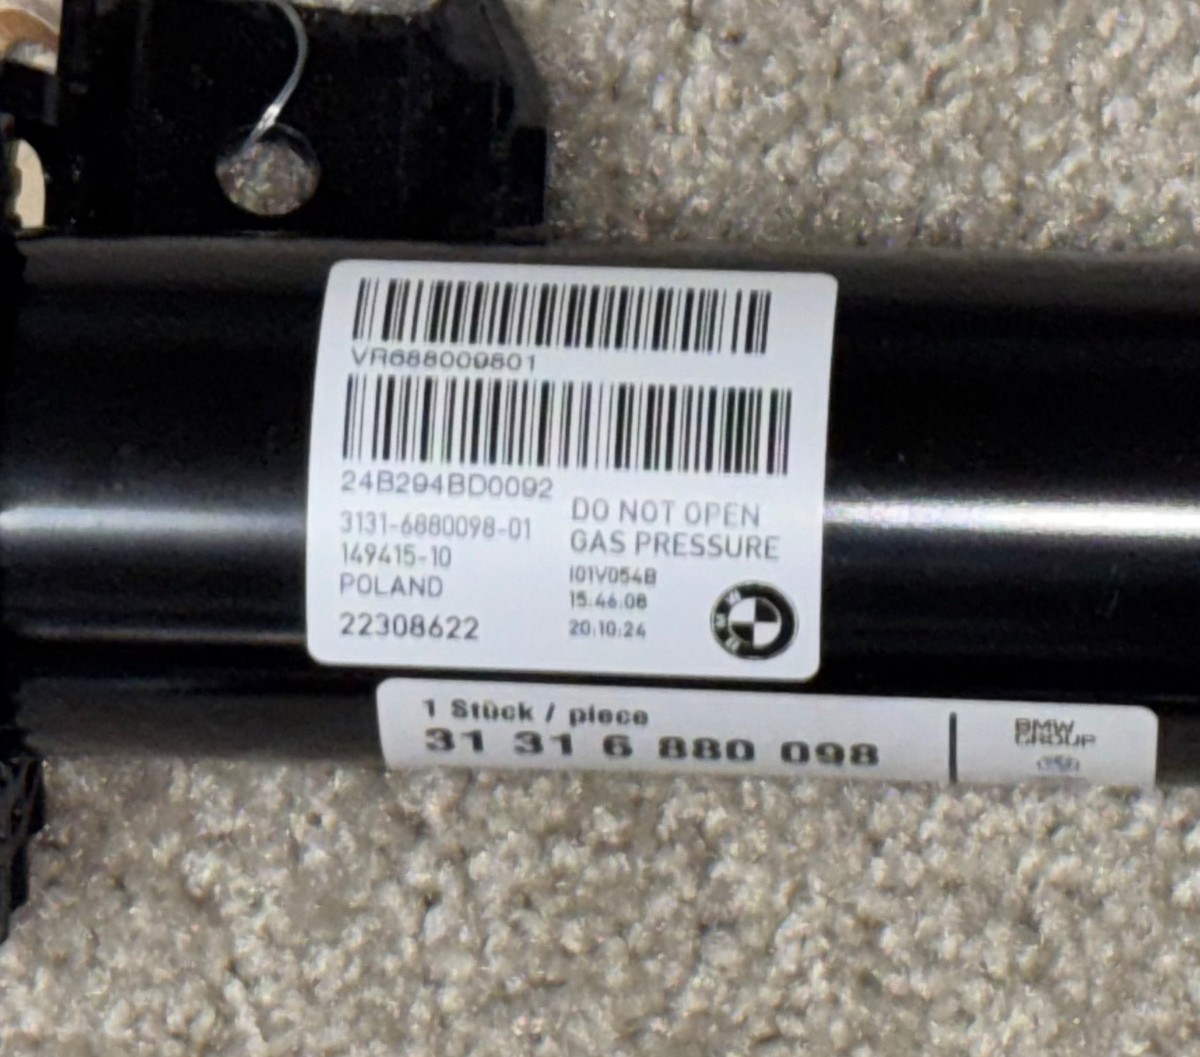 VR688009801
24B294BD0092
3131-6880098-01
149415-10
POLAND
22308622
DO NOT OPEN
GAS PRESSURE
I01V054B
15:46:08
20.10.24
1 Stück / piece
31 31 6 880 098
BMW
GROUP